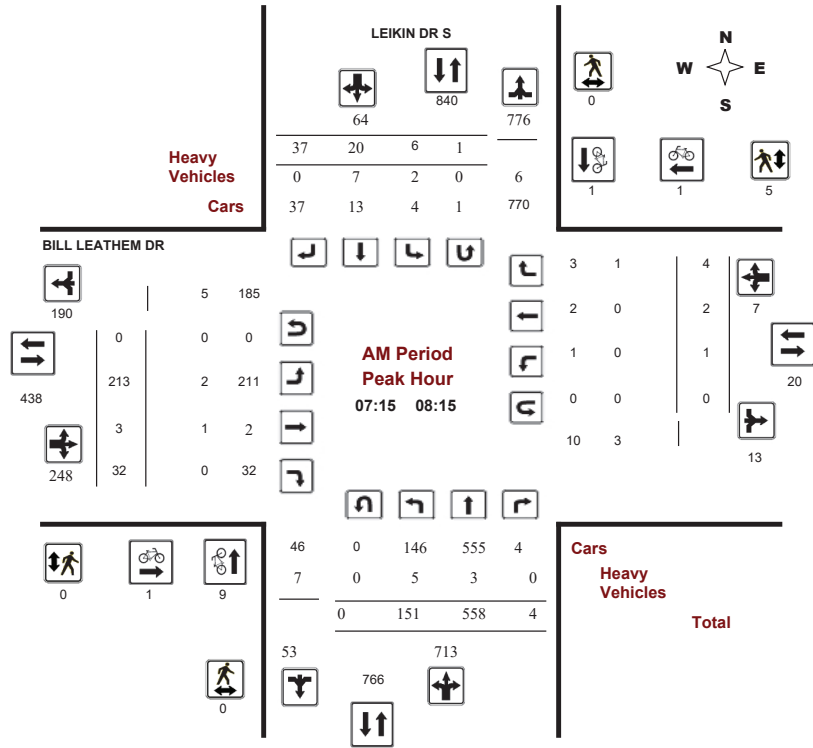 LEIKIN DR S
N
W E
S
840
0
64 776
37 20 6 1
Heavy
Vehicles
0 7 2 0 6
Cars 37 13 4 1 770
1 1 5
BILL LEATHEM DR
190
5 185
3 1 4
7
0 0 0
2 0 2
438
213 2 211
AM Period
Peak Hour
07:15 08:15
1 0 1
20
3 1 2
0 0 0
248
32 0 32
10 3
13
46 0 146 555 4 Cars
7 0 5 3 0 Heavy
Vehicles
0 1 9
0 151 558 4 Total
53 713
766
0